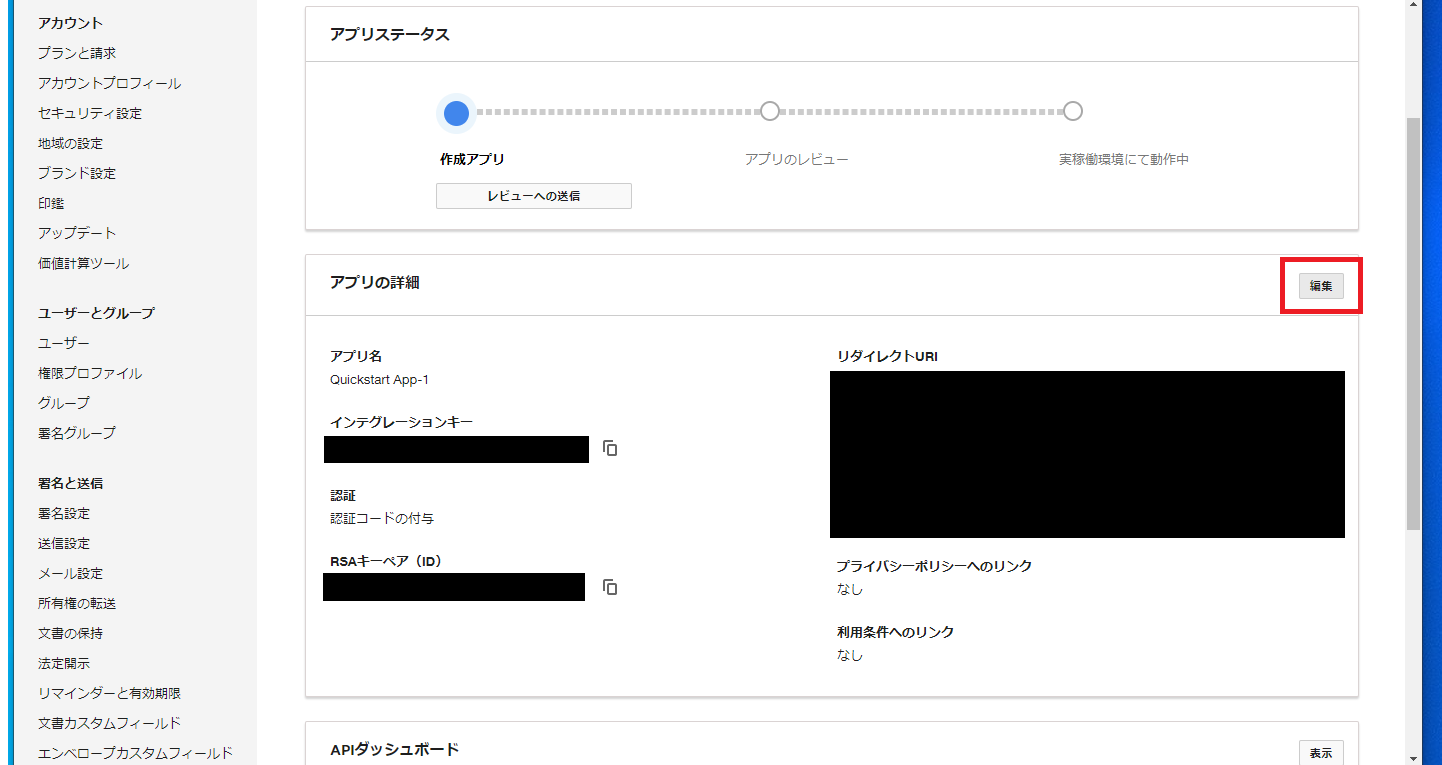 アカウント
プランと請求
アカウントプロフィール
セキュリティ設定
地域の設定
ブランド設定
印鑑
アップデート
価値計算ツール
ユーザーとグループ
ユーザー
権限プロファイル
グループ
署名グループ
署名と送信
署名設定
送信設定
メール設定
所有権の転送
文書の保持
法定開示
リマインダーと有効期限
文書カスタムフィールド
エンベロープカスタムフィールド
アプリステータス
作成アプリ
アプリのレビュー
実稼働環境にて動作中
レビューへの送信
アプリの詳細
編集
アプリ名
Quickstart App-1
インテグレーションキー
認証
認証コードの付与
RSAキーペア（ID）
リダイレクトURI
プライバシーポリシーへのリンク
なし
利用条件へのリンク
なし
APIダッシュボード
表示